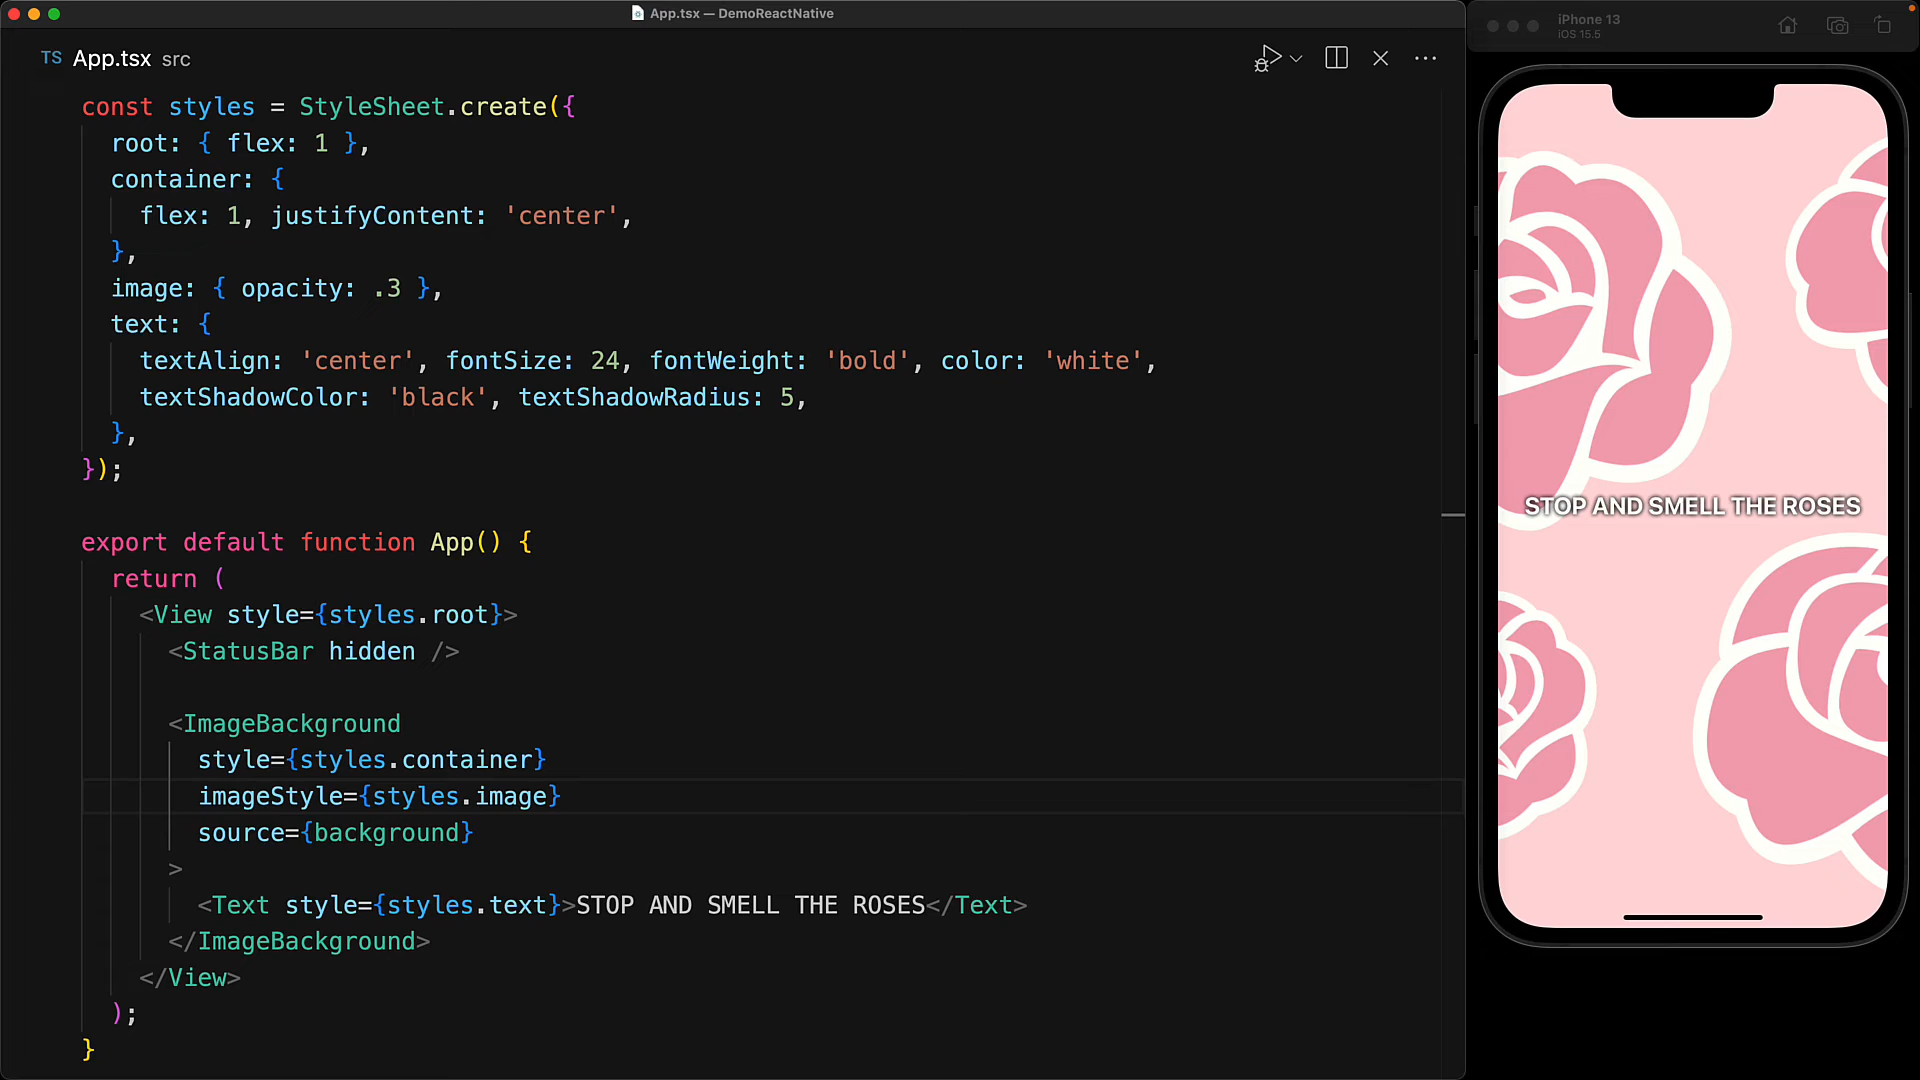 App.tsx — DemoReactNative
TS App.tsx src
const styles = StyleSheet.create({
root: { flex: 1 },
container: {
flex: 1, justifyContent: 'center',
},
image: { opacity: .3 },
text: {
textAlign: 'center', fontSize: 24, fontWeight: 'bold', color: 'white',
textShadowColor: 'black', textShadowRadius: 5,
},
});
export default function App() {
return (
<View style={styles.root}>
<StatusBar hidden />
<ImageBackground
style={styles.container}
imageStyle={styles.image}
source={background}
>
<Text style={styles.text}>STOP AND SMELL THE ROSES</Text>
</ImageBackground>
</View>
);
}
iPhone 13
iOS 15.5
STOP AND SMELL THE ROSES